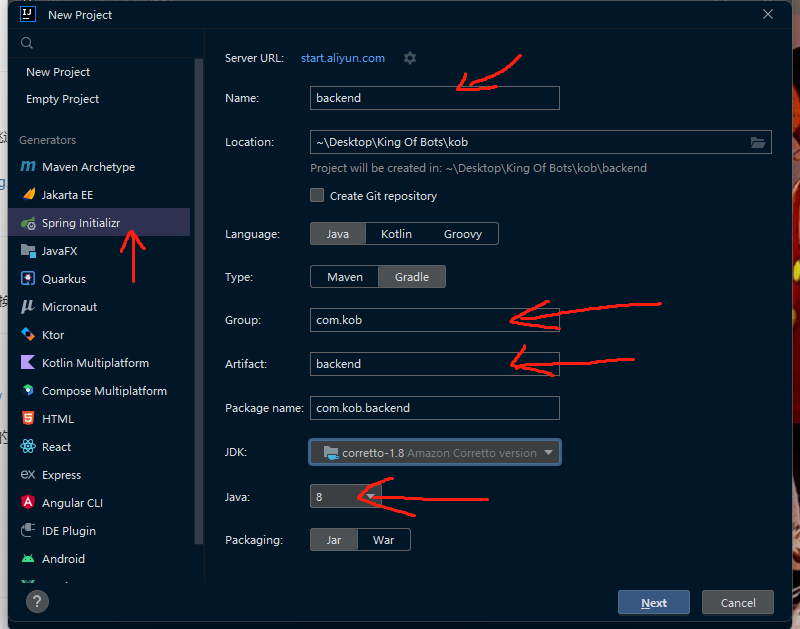 New Project
New Project
Empty Project
Generators
Maven Archetype
Jakarta EE
Spring Initializr
JavaFX
Quarkus
Micronaut
Ktor
Kotlin Multiplatform
Compose Multiplatform
HTML
React
Express
Angular CLI
IDE Plugin
Android
Server URL: start.aliyun.com
Name: backend
Location: ~\Desktop\King Of Bots\kob
Project will be created in: ~\Desktop\King Of Bots\kob\backend
Create Git repository
Language: Java Kotlin Groovy
Type: Maven Gradle
Group: com.kob
Artifact: backend
Package name: com.kob.backend
JDK: corretto-1.8 Amazon Corretto version
Java: 8
Packaging: Jar War
? Next Cancel